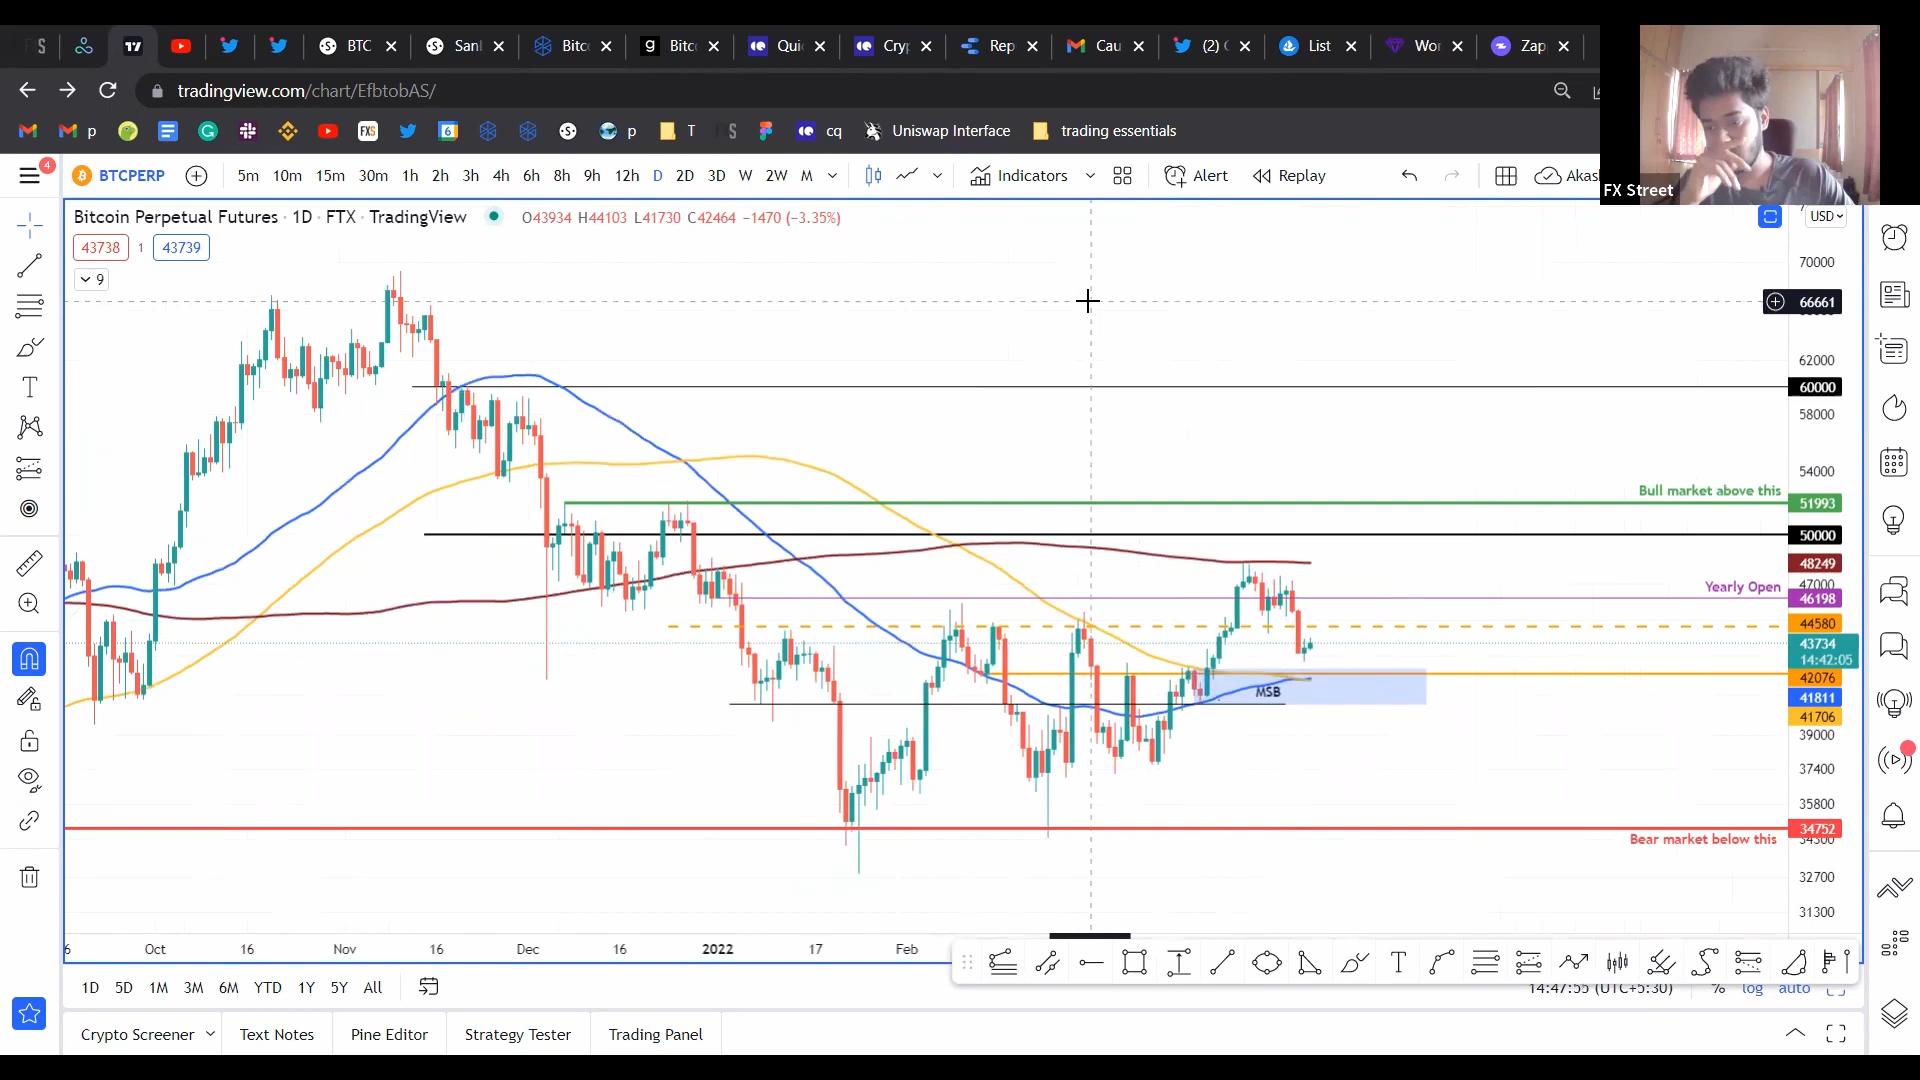 BTC
Sanl
Bitc
Bitc
Qui
Cry
Rep
Cau
(2) C
List
Wor
Zap
tradingview.com/chart/EfbtobAS/
p
FXS
6
p
T
cq
Uniswap Interface
trading essentials
FX Street
4
BTCPERP
5m 10m 15m 30m 1h 2h 3h 4h 6h 8h 9h 12h D 2D 3D W 2W M
Indicators
Alert
Replay
Akas
Bitcoin Perpetual Futures · 1D · FTX · TradingView
O43934 H44103 L41730 C42464 −1470 (−3.35%)
USD
43738 1 43739
9
70000
66661
62000
60000
58000
54000
Bull market above this
51993
50000
48249
47000
Yearly Open
46198
44580
43734
14:42:05
42076
MSB
41811
41706
39000
37400
35800
34752
Bear market below this
34300
32700
31300
6 Oct 16 Nov 16 Dec 16 2022 17 Feb
1D 5D 1M 3M 6M YTD 1Y 5Y All
14:47:55 (UTC+5:30) % log auto
Crypto Screener
Text Notes
Pine Editor
Strategy Tester
Trading Panel